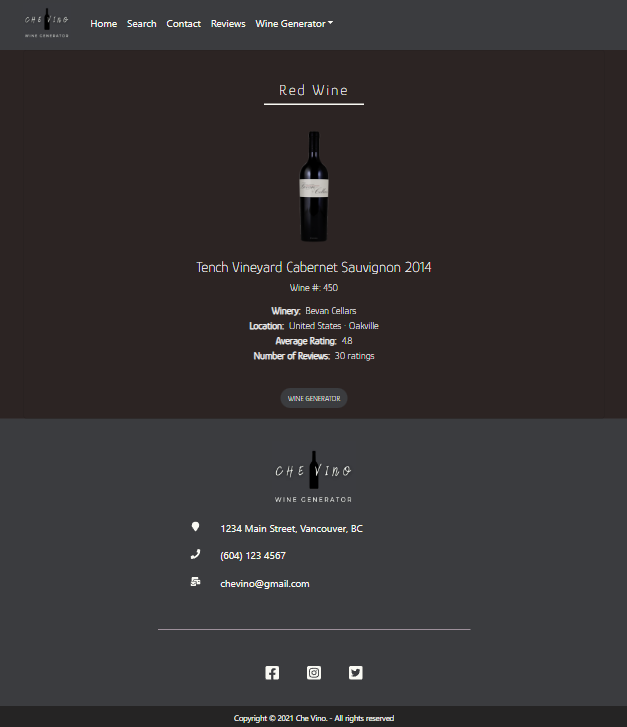 CHE VINO
WINE GENERATOR
Home Search Contact Reviews Wine Generator
Red Wine
Tench Vineyard Cabernet Sauvignon 2014
Wine #: 450
Winery: Bevan Cellars
Location: United States · Oakville
Average Rating: 4.8
Number of Reviews: 30 ratings
WINE GENERATOR
CHE VINO
WINE GENERATOR
1234 Main Street, Vancouver, BC
(604) 123 4567
chevino@gmail.com
Copyright © 2021 Che Vino. - All rights reserved